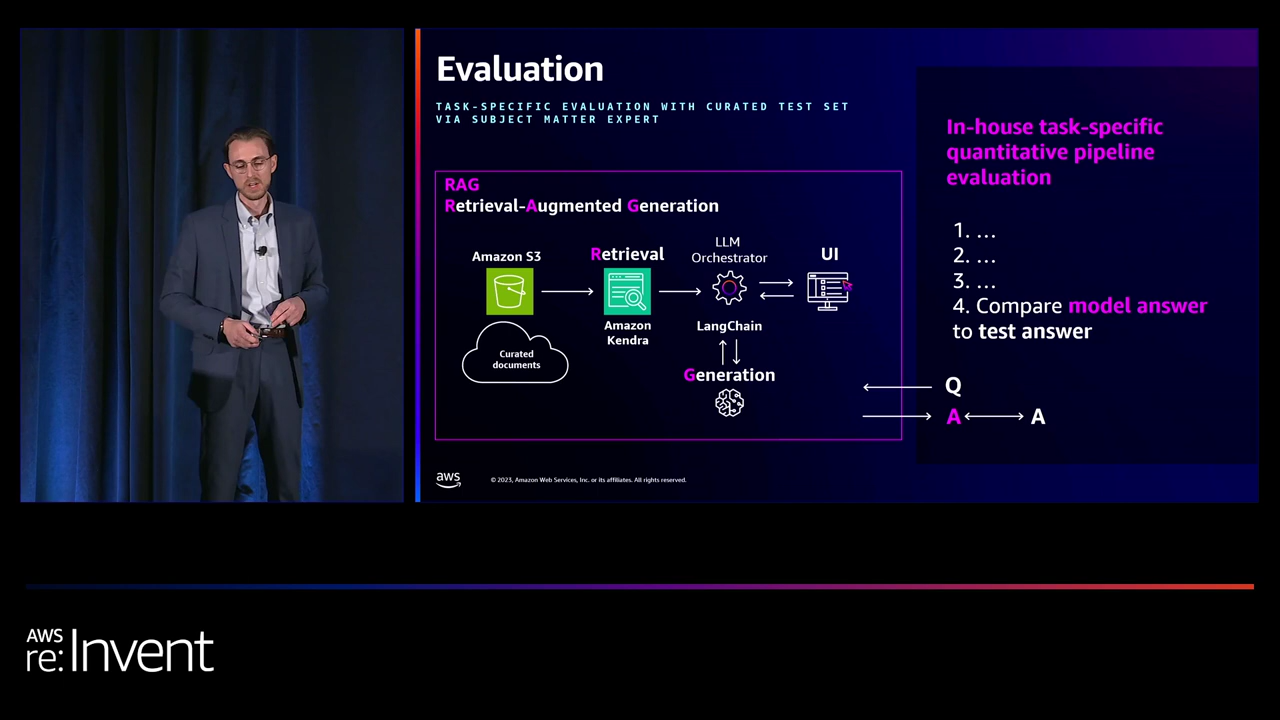 Evaluation
TASK-SPECIFIC EVALUATION WITH CURATED TEST SET
VIA SUBJECT MATTER EXPERT
RAG
Retrieval-Augmented Generation
Amazon S3
Retrieval
LLM
Orchestrator
UI
Amazon
Kendra
LangChain
Curated
documents
Generation
In-house task-specific
quantitative pipeline
evaluation
1. ...
2. ...
3. ...
4. Compare model answer
to test answer
Q
A
A
aws
© 2023, Amazon Web Services, Inc. or its affiliates. All rights reserved.
AWS
re:Invent